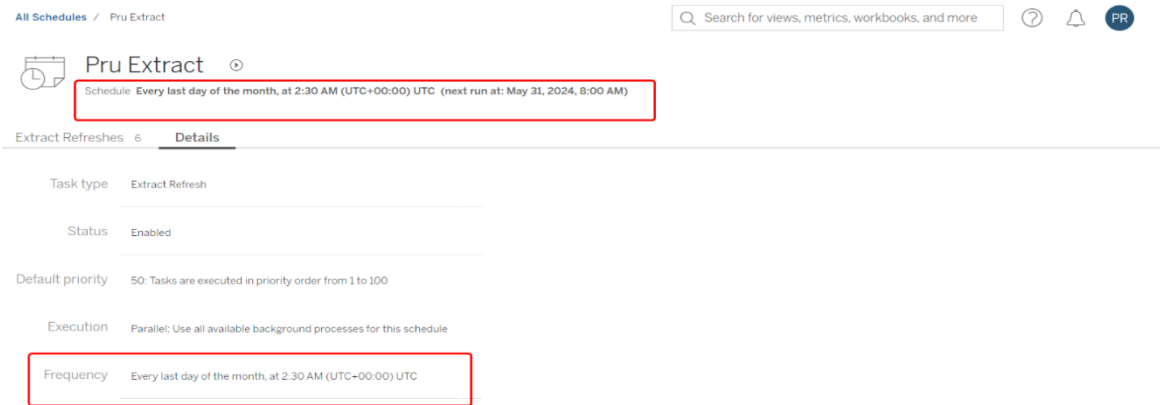 All Schedules / Pru Extract
Search for views, metrics, workbooks, and more
PR
Pru Extract
Schedule Every last day of the month, at 2:30 AM (UTC+00:00) UTC (next run at: May 31, 2024, 8:00 AM)
Extract Refreshes 6 Details
Task type Extract Refresh
Status Enabled
Default priority 50: Tasks are executed in priority order from 1 to 100
Execution Parallel: Use all available background processes for this schedule
Frequency Every last day of the month, at 2:30 AM (UTC+00:00) UTC